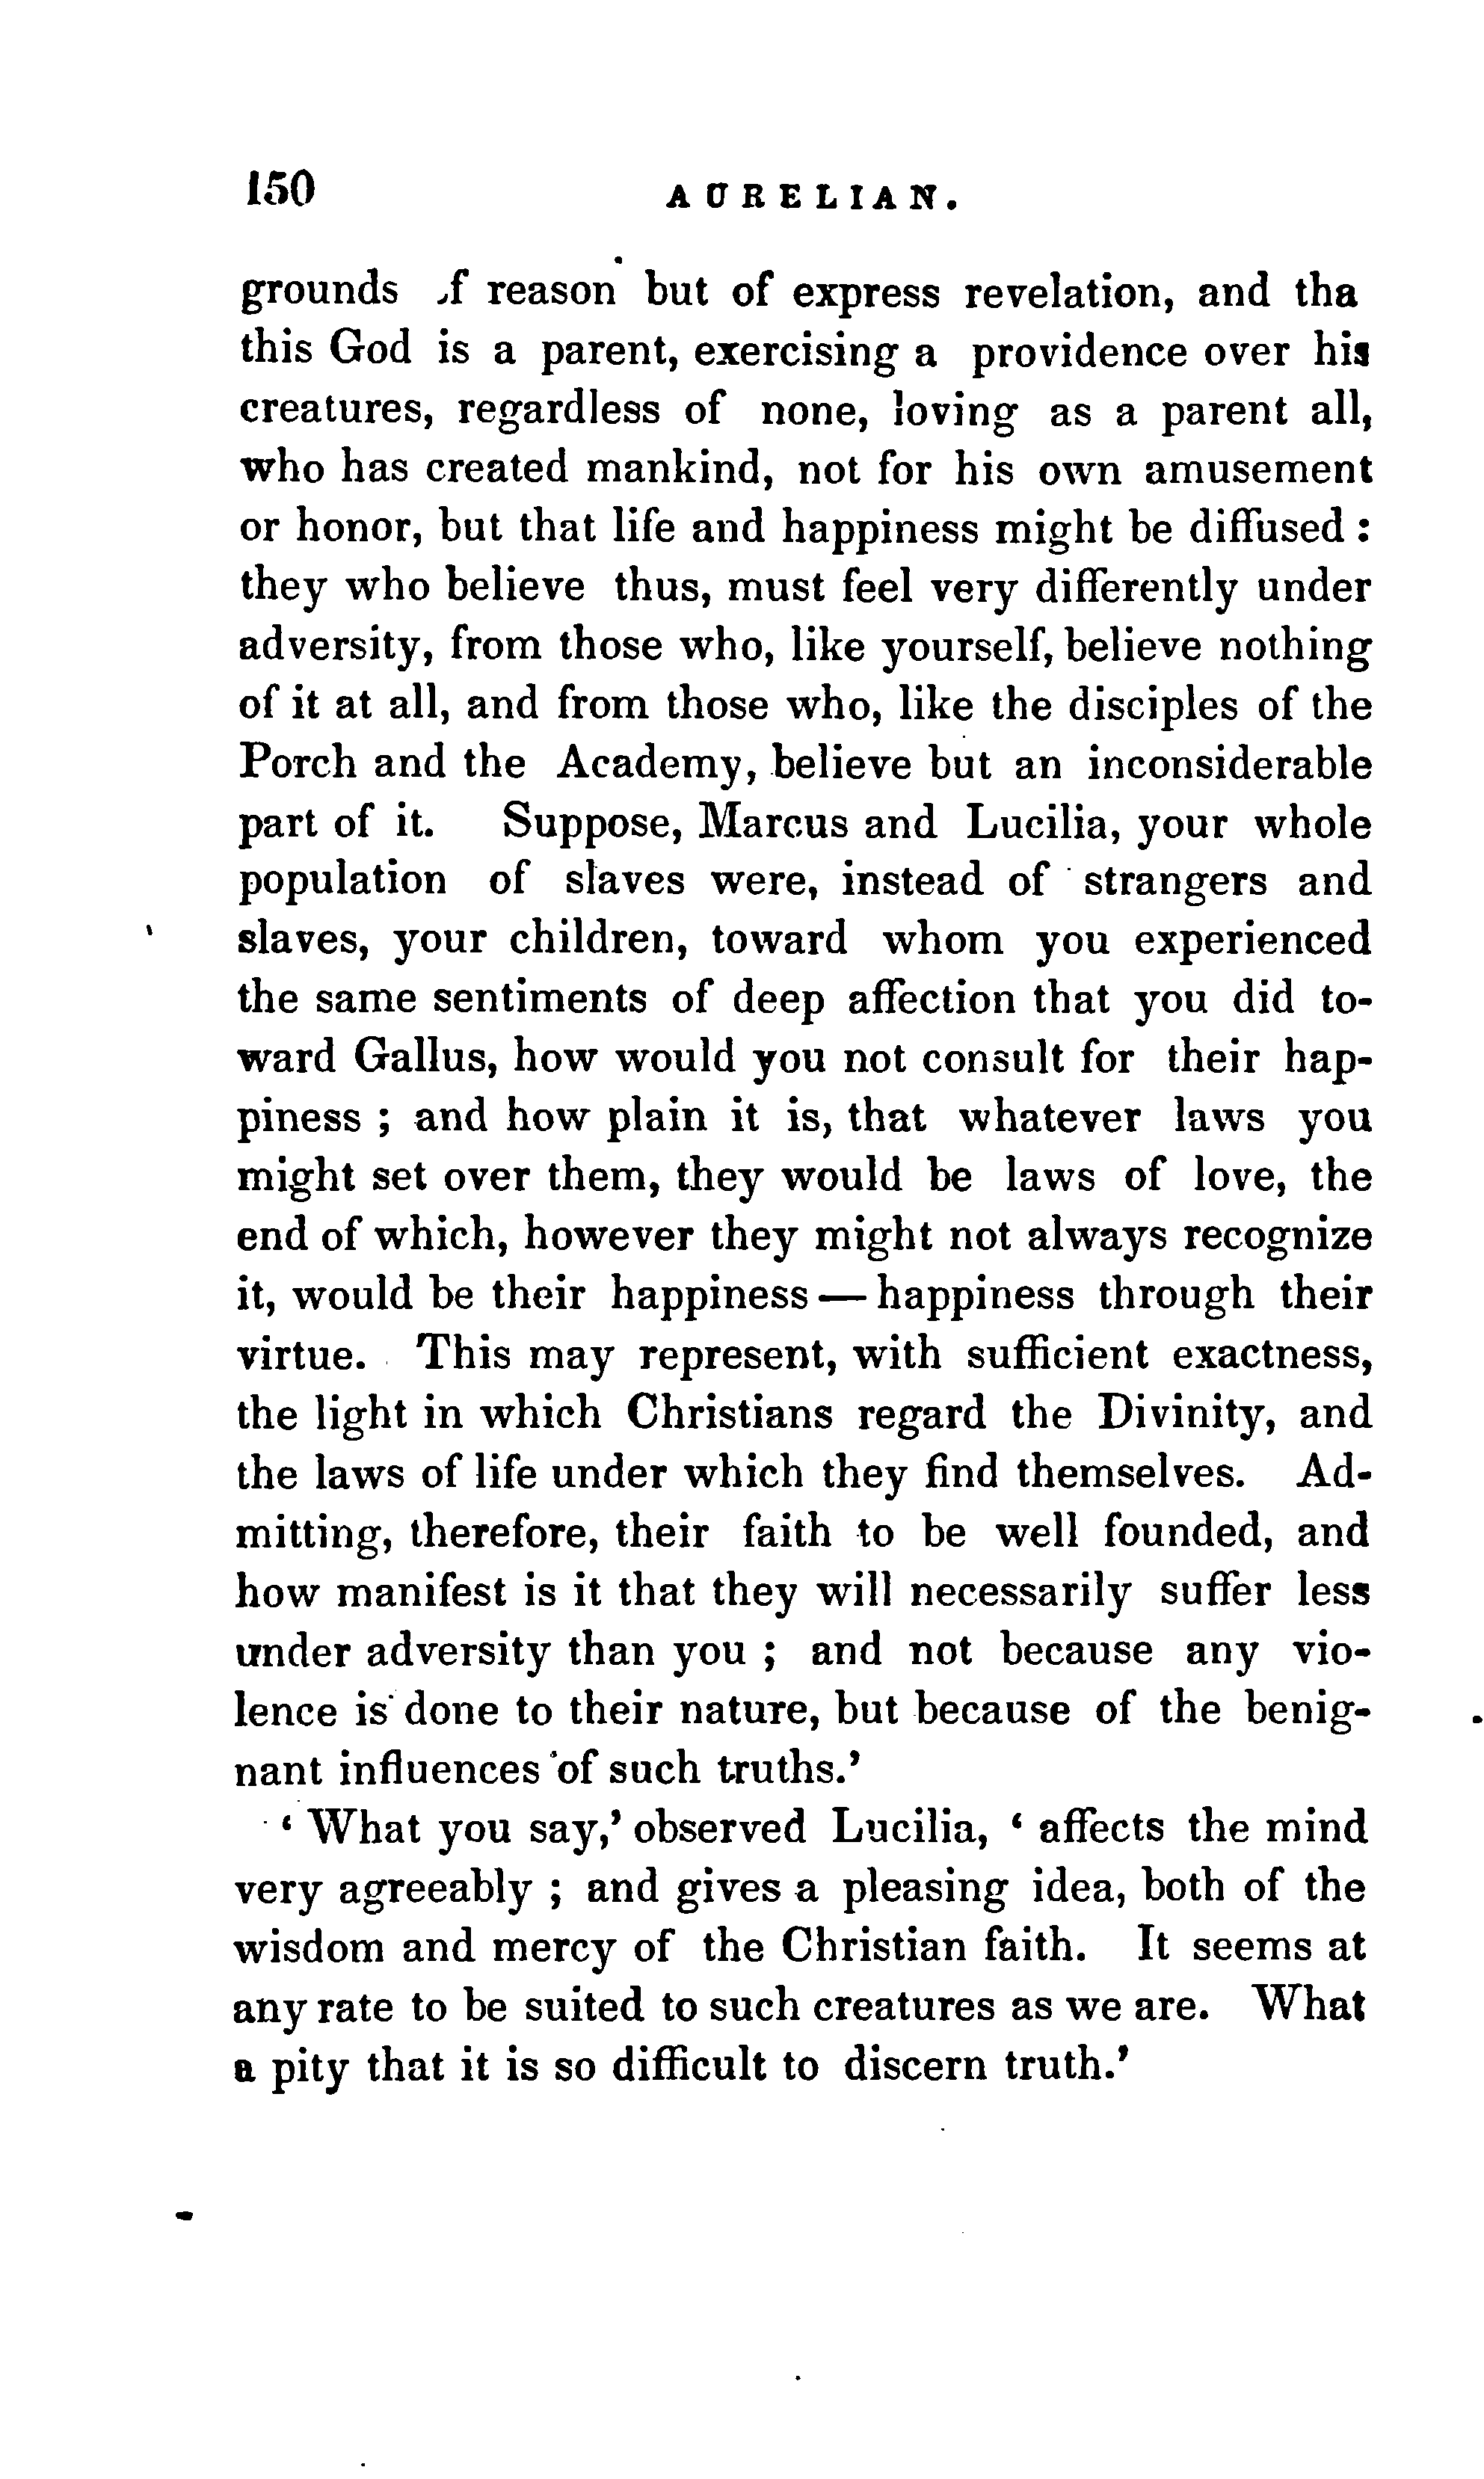 150 AURELIAN.
grounds of reason but of express revelation, and tha
this God is a parent, exercising a providence over his
creatures, regardless of none, loving as a parent all,
who has created mankind, not for his own amusement
or honor, but that life and happiness might be diffused :
they who believe thus, must feel very differently under
adversity, from those who, like yourself, believe nothing
of it at all, and from those who, like the disciples of the
Porch and the Academy, believe but an inconsiderable
part of it. Suppose, Marcus and Lucilia, your whole
population of slaves were, instead of strangers and
slaves, your children, toward whom you experienced
the same sentiments of deep affection that you did to-
ward Gallus, how would you not consult for their hap-
piness ; and how plain it is, that whatever laws you
might set over them, they would be laws of love, the
end of which, however they might not always recognize
it, would be their happiness — happiness through their
virtue. This may represent, with sufficient exactness,
the light in which Christians regard the Divinity, and
the laws of life under which they find themselves. Ad-
mitting, therefore, their faith to be well founded, and
how manifest is it that they will necessarily suffer less
under adversity than you ; and not because any vio-
lence is done to their nature, but because of the benig-
nant influences of such truths.'
' What you say,' observed Lucilia, ' affects the mind
very agreeably ; and gives a pleasing idea, both of the
wisdom and mercy of the Christian faith. It seems at
any rate to be suited to such creatures as we are. What
a pity that it is so difficult to discern truth.'